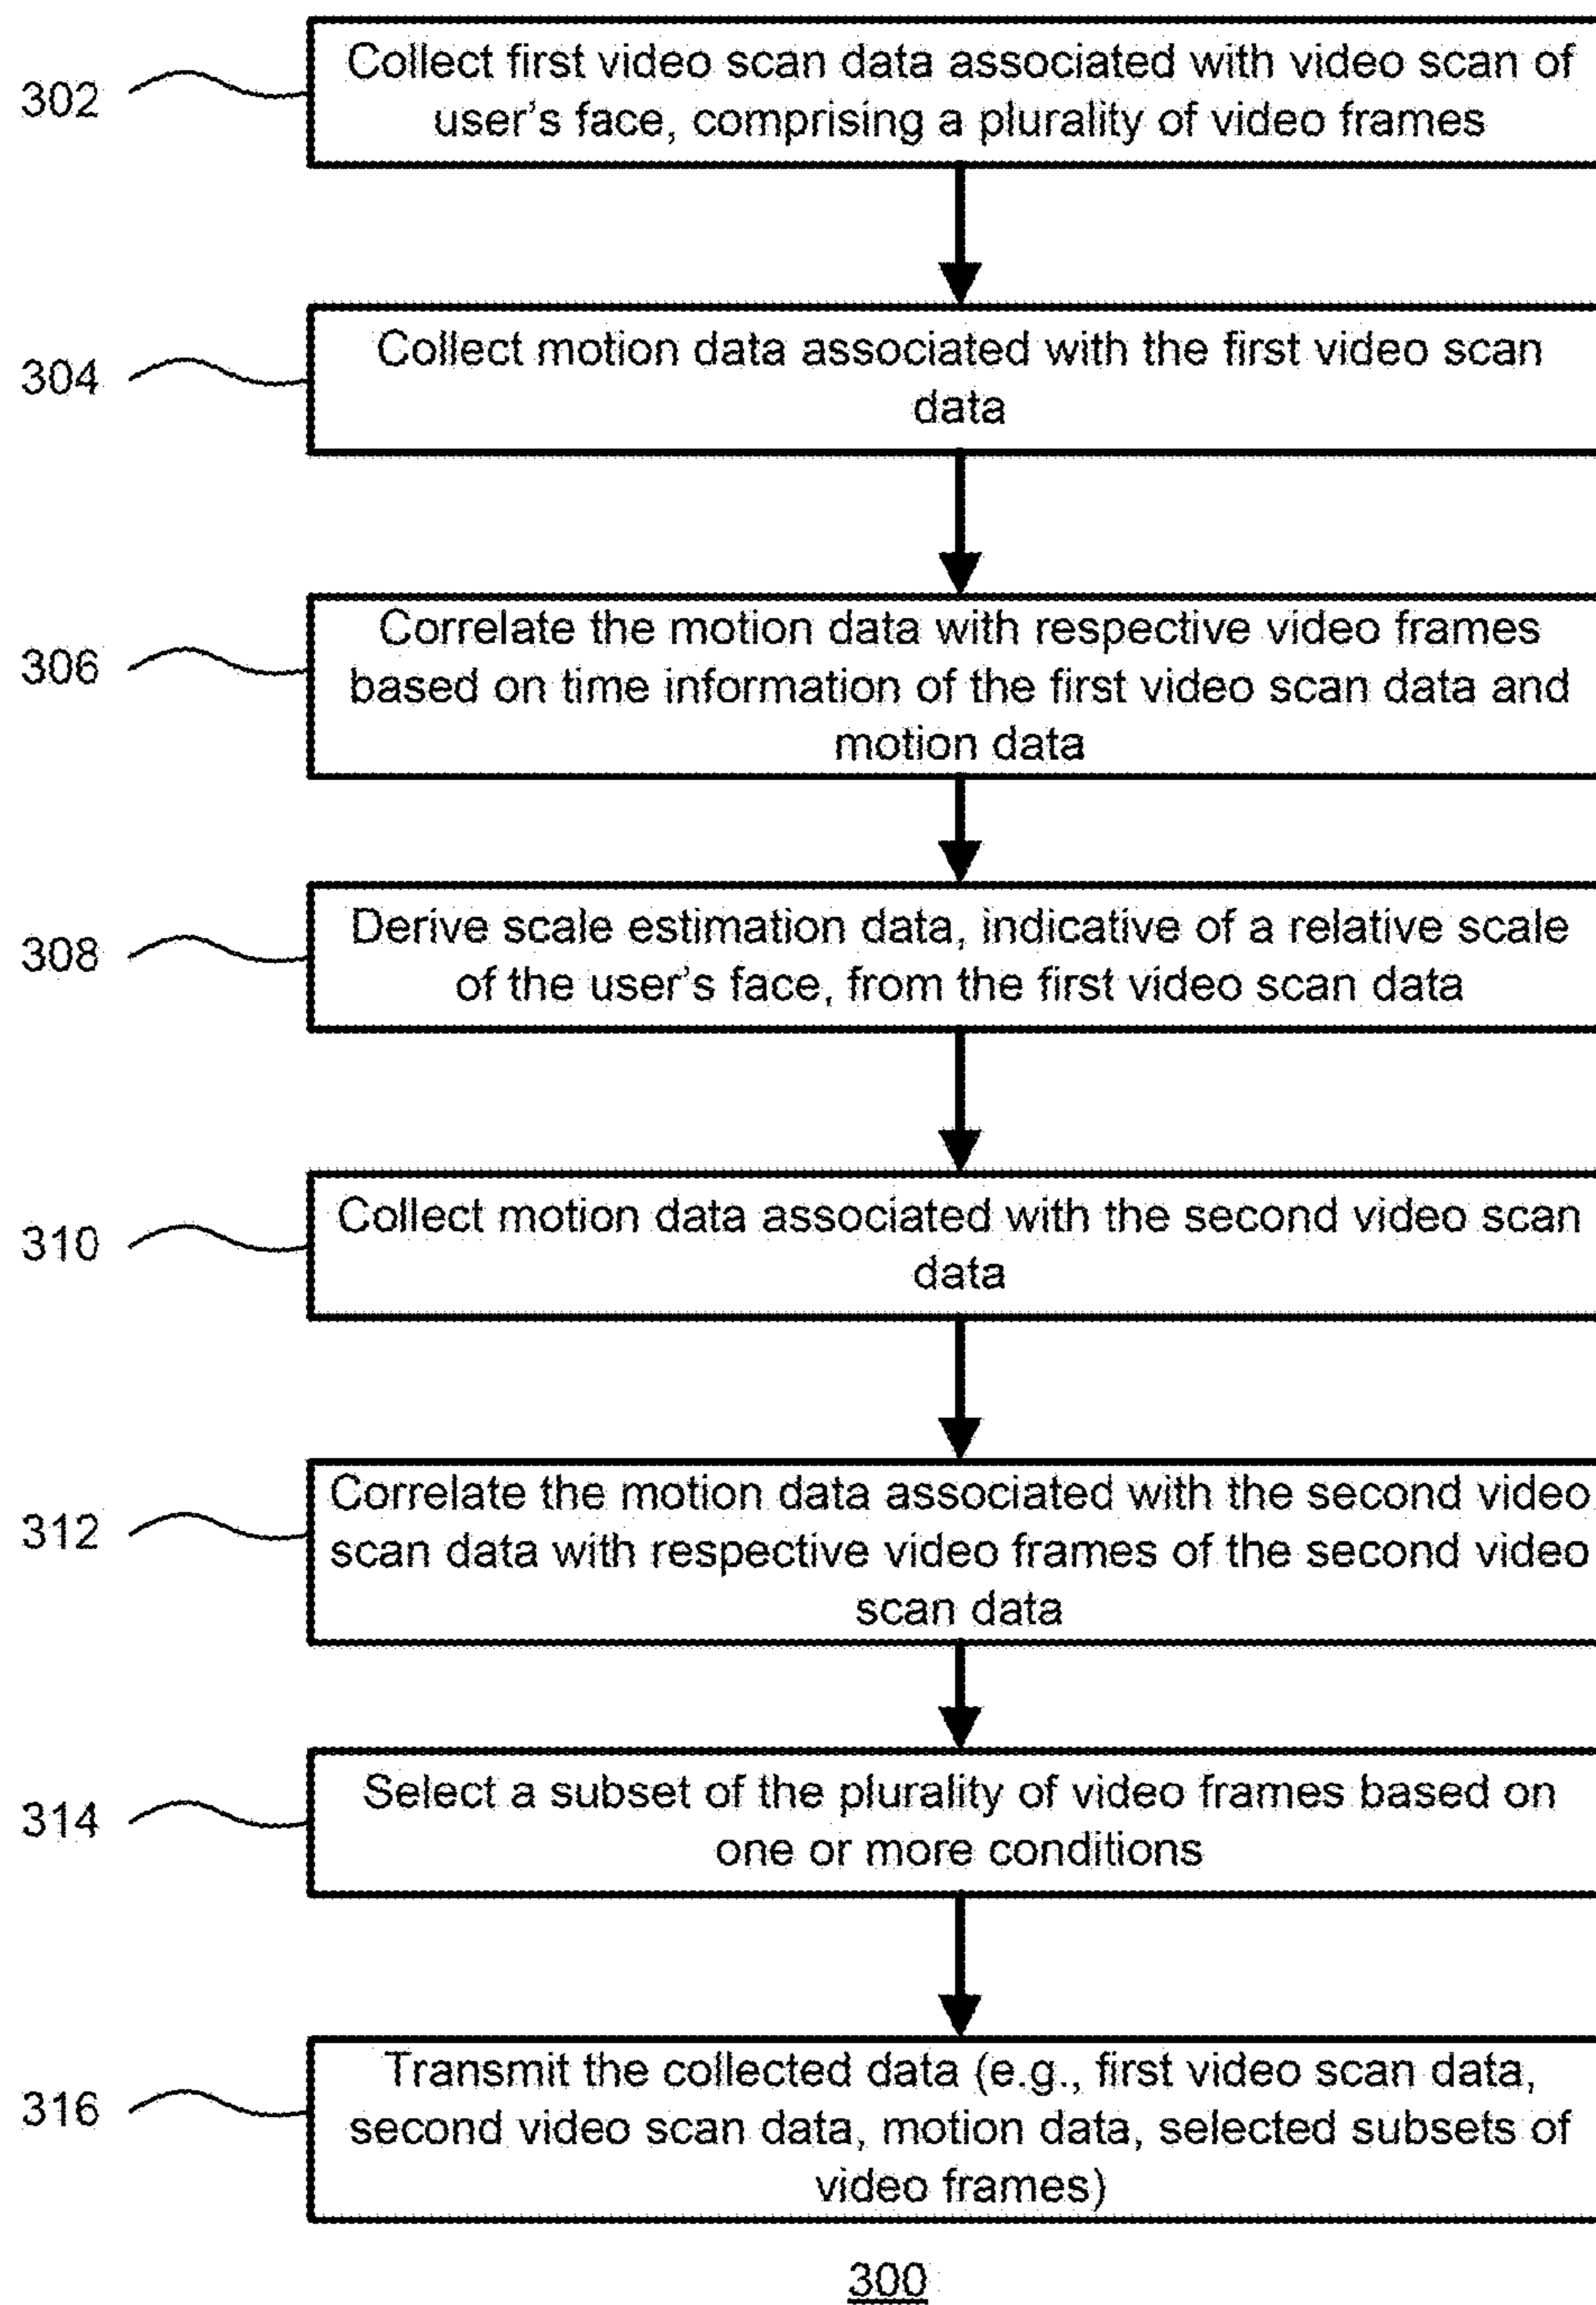 302
Collect first video scan data associated with video scan of
user's face, comprising a plurality of video frames
304
Collect motion data associated with the first video scan
data
306
Correlate the motion data with respective video frames
based on time information of the first video scan data and
motion data
308
Derive scale estimation data, indicative of a relative scale
of the user's face, from the first video scan data
310
Collect motion data associated with the second video scan
data
312
Correlate the motion data associated with the second video
scan data with respective video frames of the second video
scan data
314
Select a subset of the plurality of video frames based on
one or more conditions
316
Transmit the collected data (e.g., first video scan data,
second video scan data, motion data, selected subsets of
video frames)
300